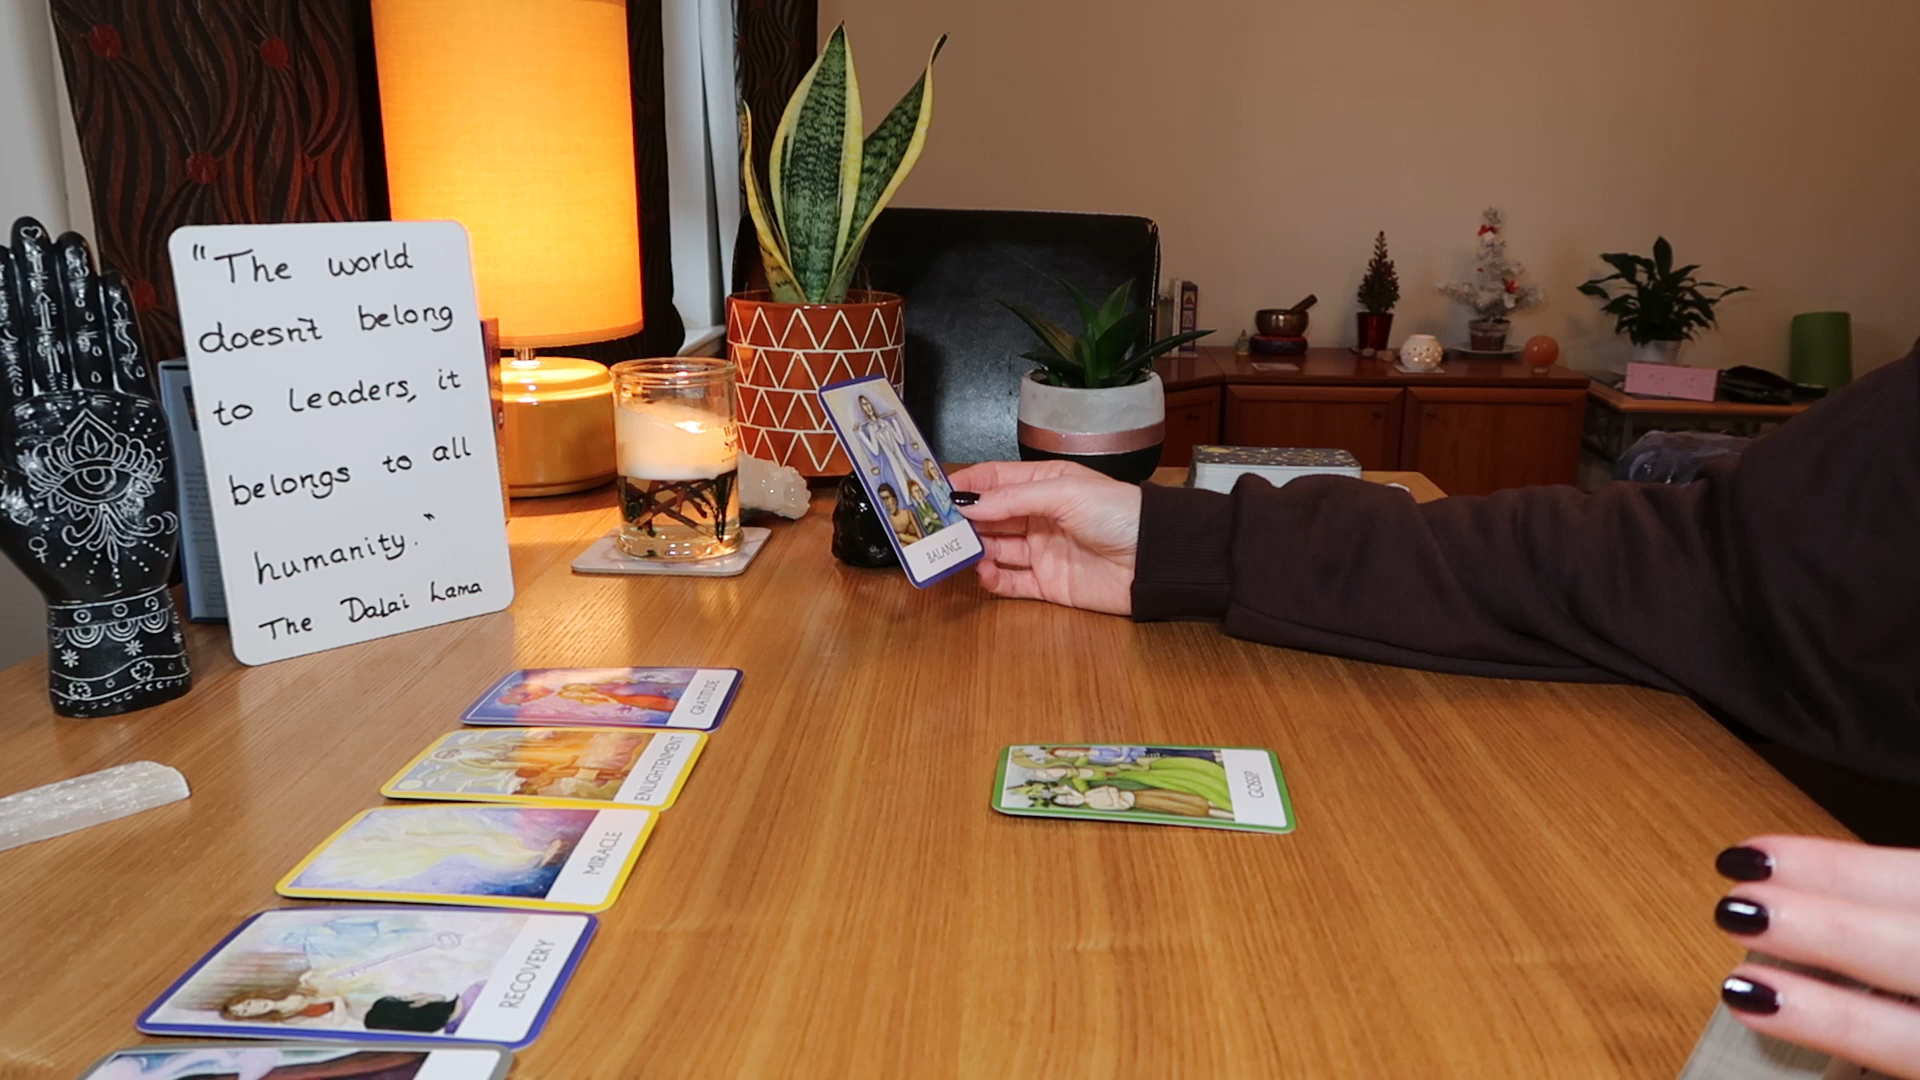 "The world
doesn't belong
to leaders, it
belongs to all
humanity."
The Dalai Lama
BALANCE
GRATITUDE
ENLIGHTENMENT
MIRACLE
RECOVERY
GOSSIP